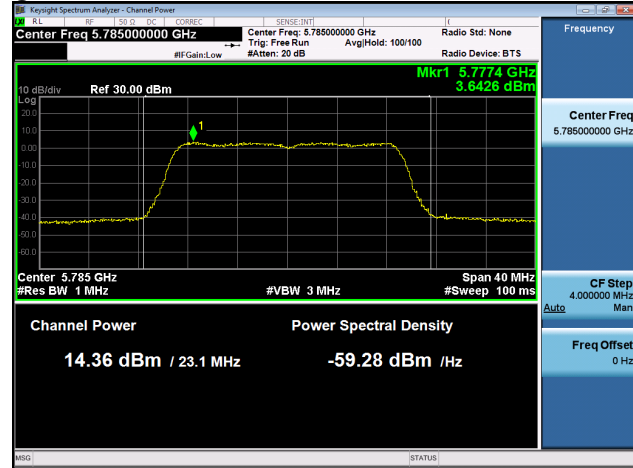 Keysight Spectrum Analyzer - Channel Power
RL RF 50 Ω DC CORREC SENSE:INT
Center Freq 5.785000000 GHz
Center Freq: 5.785000000 GHz
Radio Std: None
Trig: Free Run Avg|Hold: 100/100
#IFGain:Low #Atten: 20 dB Radio Device: BTS
Frequency
Mkr1 5.7774 GHz
3.6426 dBm
10 dB/div Ref 30.00 dBm
Log
20.0
10.0
0.00
-10.0
-20.0
-30.0
-40.0
-50.0
-60.0
1
Center 5.785 GHz Span 40 MHz
#Res BW 1 MHz #VBW 3 MHz #Sweep 100 ms
Channel Power Power Spectral Density
14.36 dBm / 23.1 MHz -59.28 dBm /Hz
Center Freq
5.785000000 GHz
CF Step
4.000000 MHz
Auto Man
Freq Offset
0 Hz
MSG STATUS